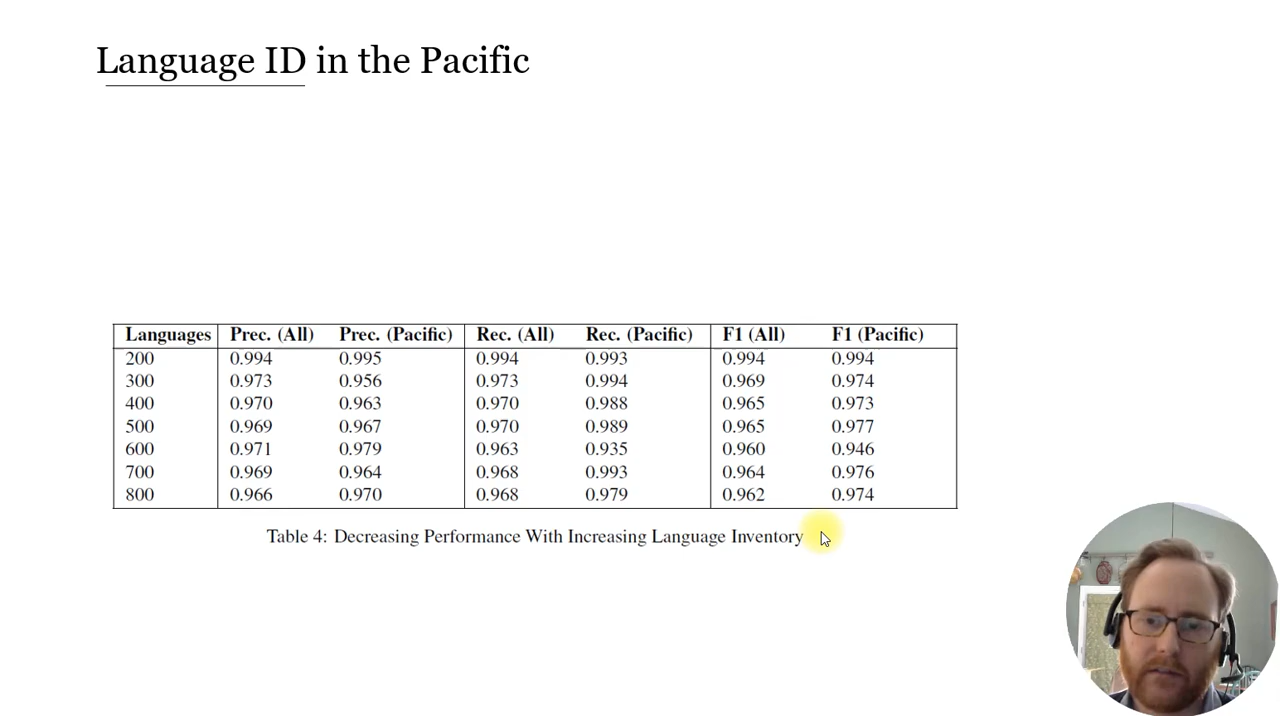 Language ID in the Pacific
Languages Prec. (All) Prec. (Pacific) Rec. (All) Rec. (Pacific) F1 (All) F1 (Pacific)
200 0.994 0.995 0.994 0.993 0.994 0.994
300 0.973 0.956 0.973 0.994 0.969 0.974
400 0.970 0.963 0.970 0.988 0.965 0.973
500 0.969 0.967 0.970 0.989 0.965 0.977
600 0.971 0.979 0.963 0.935 0.960 0.946
700 0.969 0.964 0.968 0.993 0.964 0.976
800 0.966 0.970 0.968 0.979 0.962 0.974
Table 4: Decreasing Performance With Increasing Language Inventory